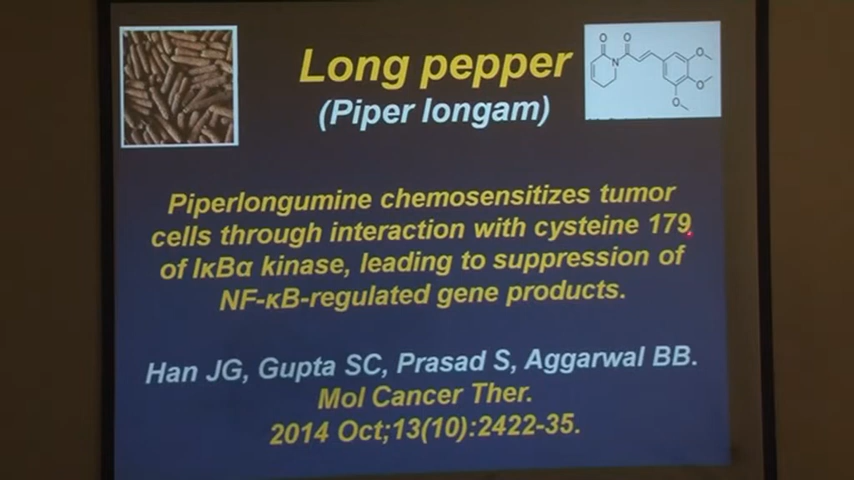 Long pepper
(Piper longam)
O
O
N
O
O
O
Piperlongumine chemosensitizes tumor
cells through interaction with cysteine 179
of IκBα kinase, leading to suppression of
NF-κB-regulated gene products.
Han JG, Gupta SC, Prasad S, Aggarwal BB.
Mol Cancer Ther.
2014 Oct;13(10):2422-35.